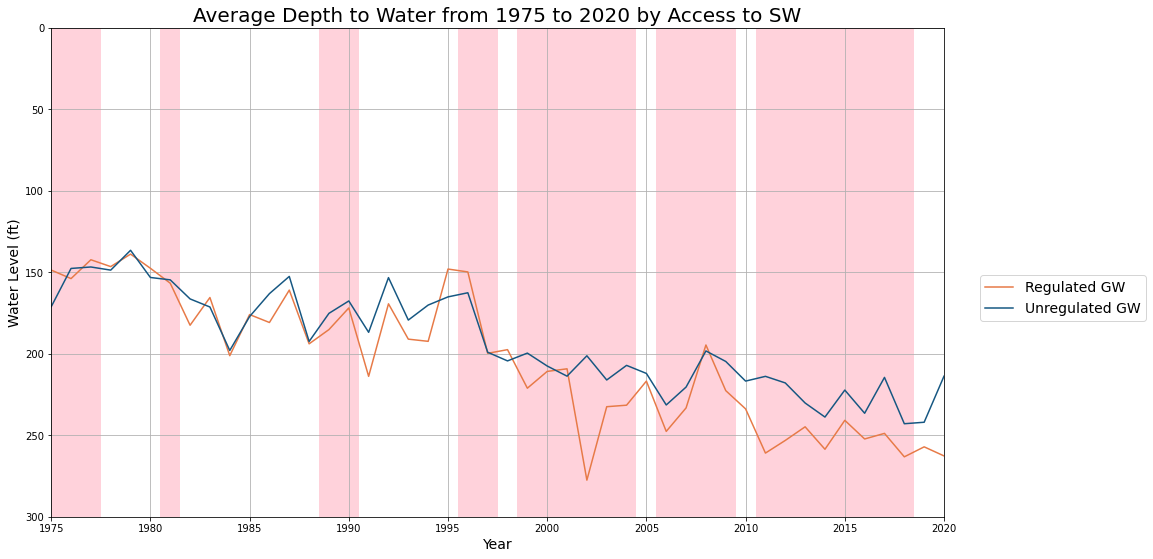 Average Depth to Water from 1975 to 2020 by Access to SW
0
50
100
150
200
250
300
Water Level (ft)
1975 1980 1985 1990 1995 2000 2005 2010 2015 2020
Year
Regulated GW
Unregulated GW